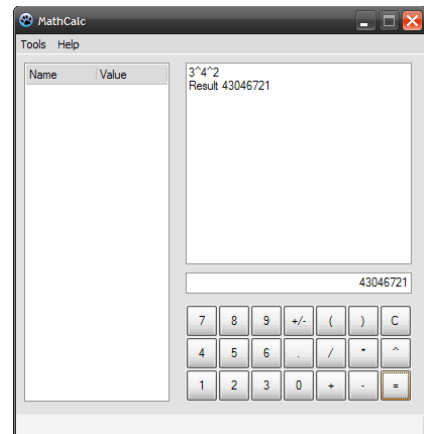 MathCalc
Tools Help
Name Value
3^4^2
Result 43046721
43046721
7 8 9 +/- ( ) C
4 5 6 . / * ^
1 2 3 0 + - =